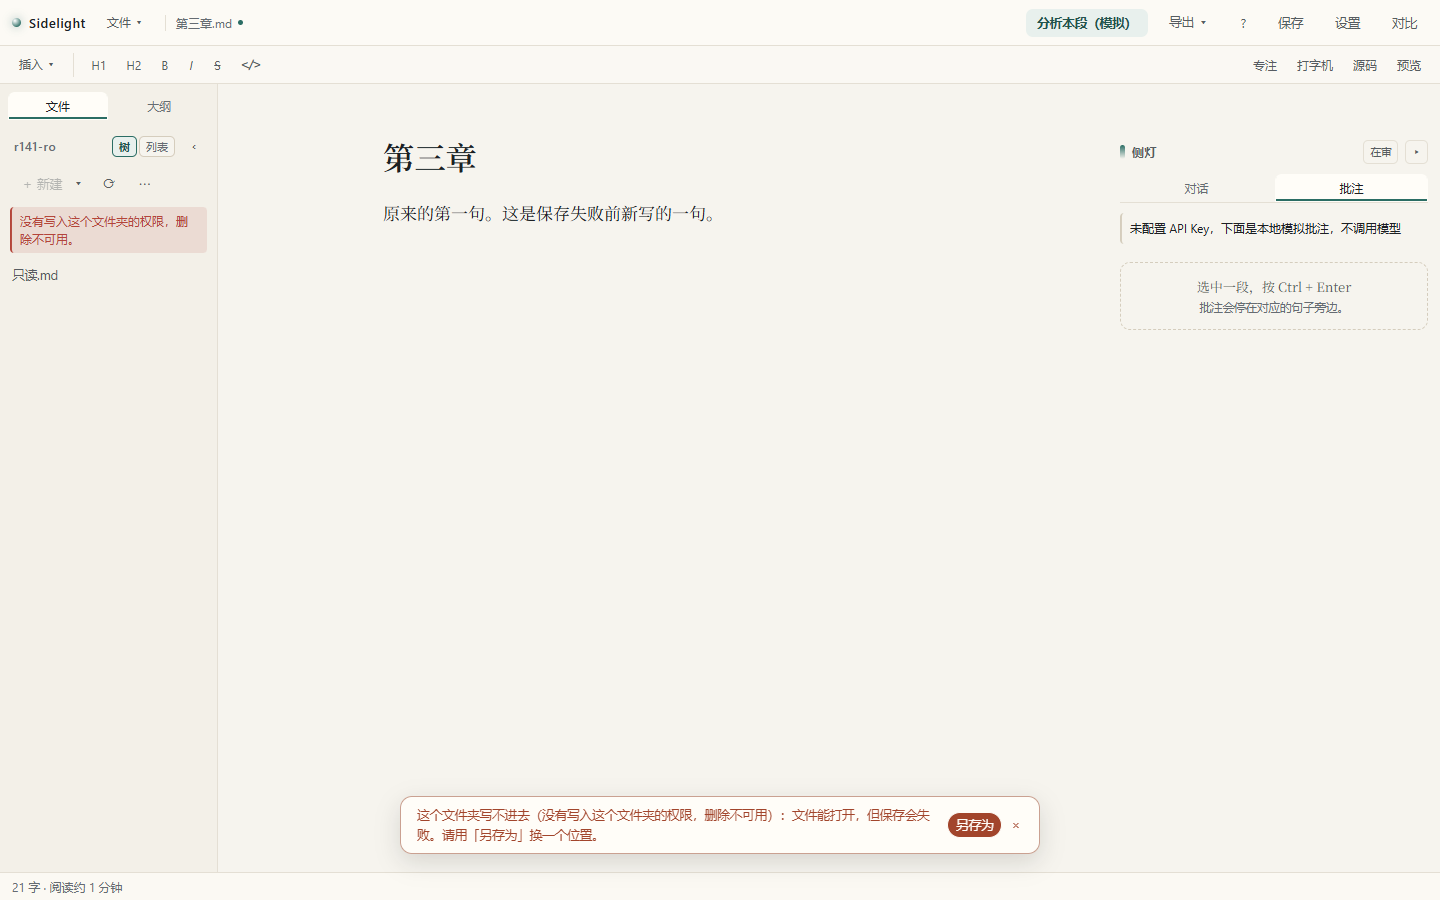 Sidelight 文件 第三章.md 分析本段（模拟） 导出 ? 保存 设置 对比
插入 H1 H2 B I S </> 专注 打字机 源码 预览
文件 大纲
r141-ro 树 列表
+ 新建 ...
没有写入这个文件夹的权限，删
除不可用。
只读.md
第三章
原来的第一句。这是保存失败前新写的一句。
侧灯 在审
对话 批注
未配置 API Key，下面是本地模拟批注，不调用模型
选中一段，按 Ctrl + Enter
批注会停在对应的句子旁边。
这个文件夹写不进去（没有写入这个文件夹的权限，删除不可用）：文件能打开，但保存会失
败。请用「另存为」换一个位置。
另存为 ×
21 字 · 阅读约 1 分钟